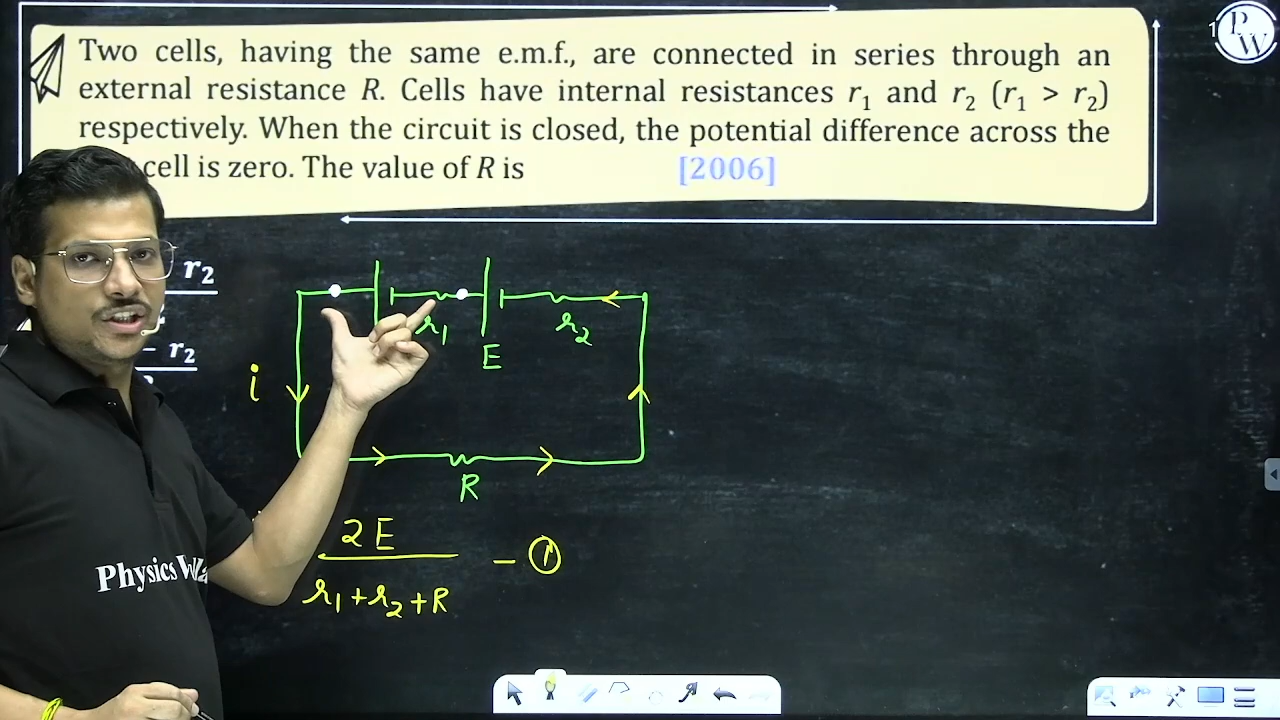 Two cells, having the same e.m.f., are connected in series through an
external resistance R. Cells have internal resistances r₁ and r₂ (r₁ > r₂)
respectively. When the circuit is closed, the potential difference across the
cell is zero. The value of R is [2006]
1
P
W
r₂
– r₂
r₁
r₂
E
i
R
2E
r₁+r₂+R
– ①
Physics W